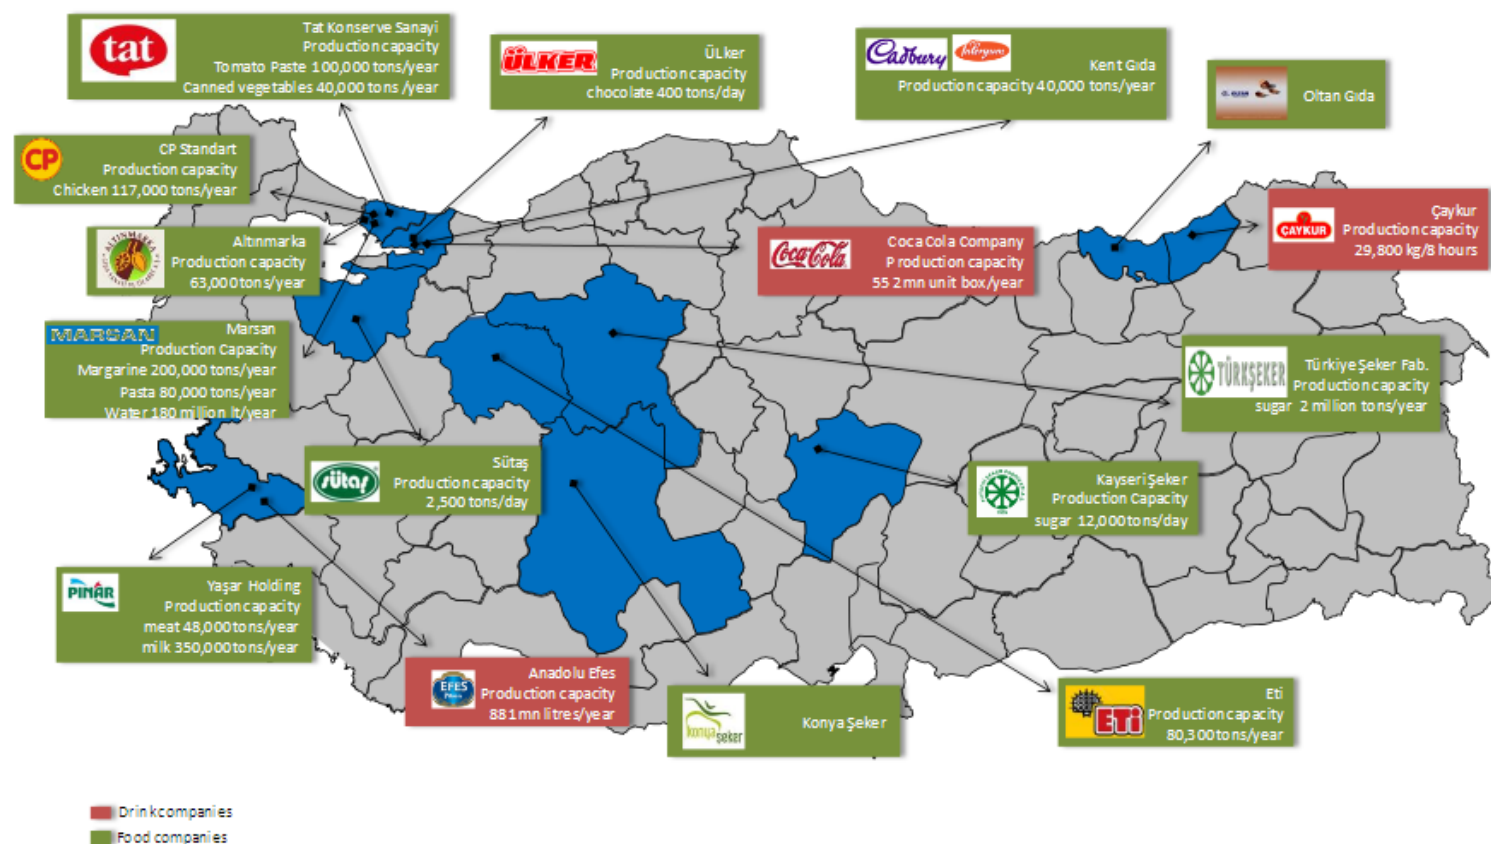 tat
Tat Konserve Sanayi
Production capacity
Tomato Paste 100,000 tons/year
Canned vegetables 40,000 tons /year
ÜLKER
ÜLker
Production capacity
chocolate 400 tons/day
Cadbury
Kent Gıda
Production capacity 40,000 tons/year
Oltan Gıda
CP
CP Standart
Production capacity
Chicken 117,000 tons/year
ÇAYKUR
Çaykur
Production capacity
29,800 kg/8 hours
ALTINMARKA
Altınmarka
Production capacity
63,000 tons/year
Coca Cola
Coca Cola Company
Production capacity
55 2 mn unit box/year
MARSAN
Marsan
Production Capacity
Margarine 200,000 tons/year
Pasta 80,000 tons/year
Water 180 million lt/year
TÜRKŞEKER
Türkiye Şeker Fab.
Production capacity
sugar 2 million tons/year
sütaş
Sütaş
Production capacity
2,500 tons/day
Kayseri Şeker
Production Capacity
sugar 12,000 tons/day
PINAR
Yaşar Holding
Production capacity
meat 48,000 tons/year
milk 350,000 tons/year
EFES
Anadolu Efes
Production capacity
881 mn litres/year
konya
şeker
Konya Şeker
ETi
Eti
Production capacity
80,300 tons/year
Drink companies
Food companies